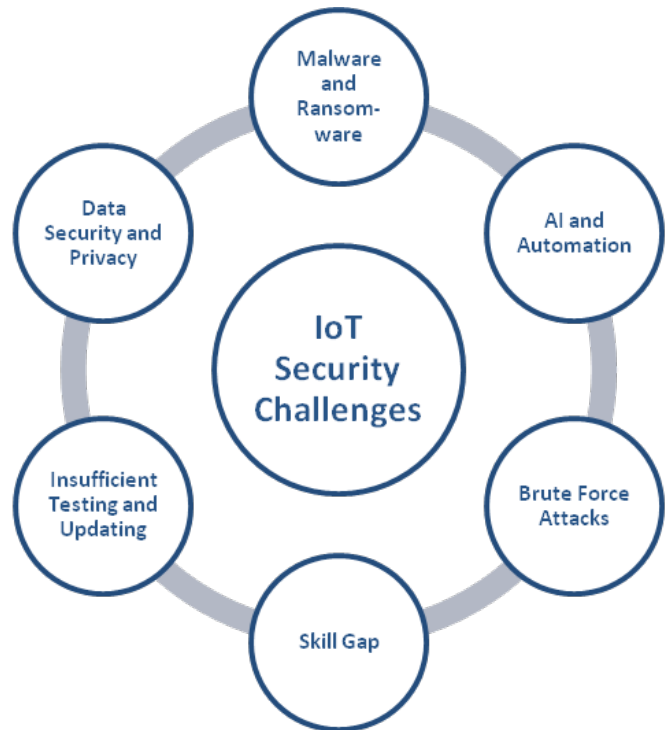 Malware
and
Ransom-
ware
AI and
Automation
Brute Force
Attacks
Skill Gap
Insufficient
Testing and
Updating
Data
Security and
Privacy
IoT
Security
Challenges